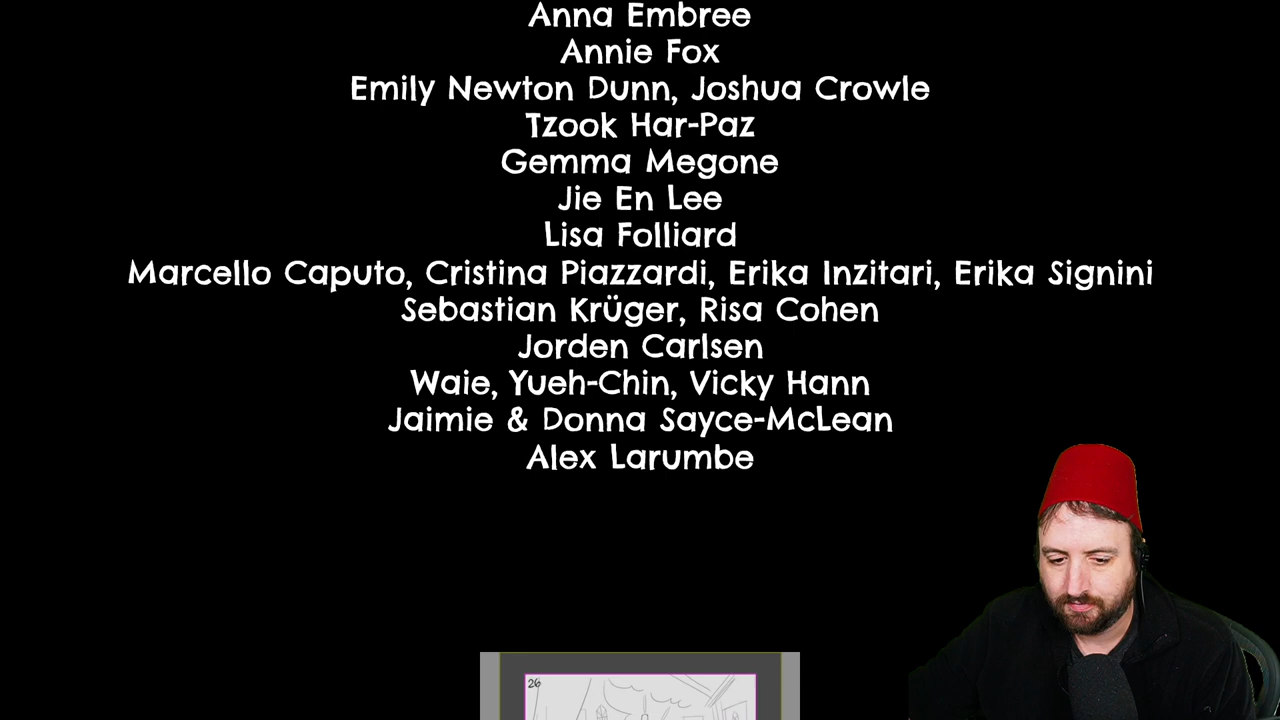 Anna Embree
Annie Fox
Emily Newton Dunn, Joshua Crowle
Tzook Har-Paz
Gemma Megone
Jie En Lee
Lisa Folliard
Marcello Caputo, Cristina Piazzardi, Erika Inzitari, Erika Signini
Sebastian Krüger, Risa Cohen
Jorden Carlsen
Waie, Yueh-Chin, Vicky Hann
Jaimie & Donna Sayce-McLean
Alex Larumbe
26